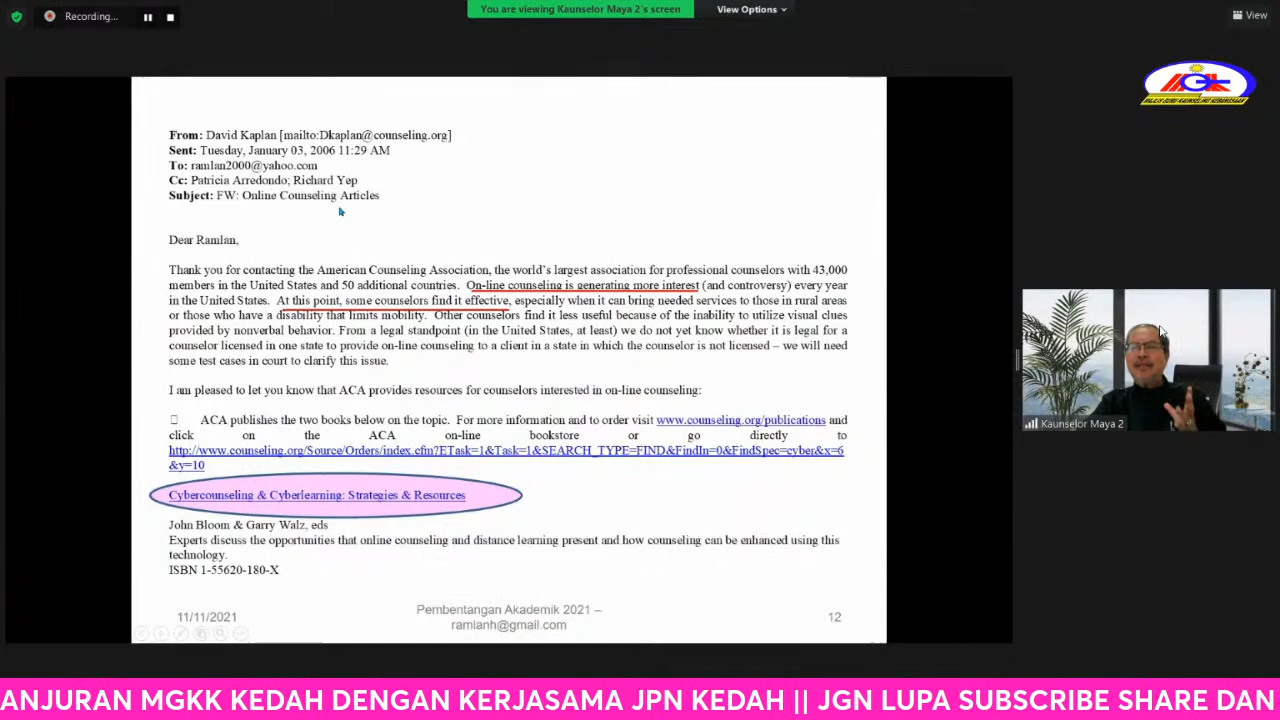 Recording...
You are viewing Kaunselor Maya 2's screen
View Options
View
MAJLIS GURU KAUNSELING KEBANGSAAN
From: David Kaplan [mailto:Dkaplan@counseling.org]
Sent: Tuesday, January 03, 2006 11:29 AM
To: ramlan2000@yahoo.com
Cc: Patricia Arredondo; Richard Yep
Subject: FW: Online Counseling Articles
Dear Ramlan,
Thank you for contacting the American Counseling Association, the world's largest association for professional counselors with 43,000
members in the United States and 50 additional countries. On-line counseling is generating more interest (and controversy) every year
in the United States. At this point, some counselors find it effective, especially when it can bring needed services to those in rural areas
or those who have a disability that limits mobility. Other counselors find it less useful because of the inability to utilize visual clues
provided by nonverbal behavior. From a legal standpoint (in the United States, at least) we do not yet know whether it is legal for a
counselor licensed in one state to provide on-line counseling to a client in a state in which the counselor is not licensed – we will need
some test cases in court to clarify this issue.
I am pleased to let you know that ACA provides resources for counselors interested in on-line counseling:
ACA publishes the two books below on the topic. For more information and to order visit www.counseling.org/publications and
click on the ACA on-line bookstore or go directly to
http://www.counseling.org/Source/Orders/index.cfm?ETask=1&Task=1&SEARCH_TYPE=FIND&FindIn=0&FindSpec=cyber&x=6
&y=10
Cybercounseling & Cyberlearning: Strategies & Resources
John Bloom & Garry Walz, eds
Experts discuss the opportunities that online counseling and distance learning present and how counseling can be enhanced using this
technology.
ISBN 1-55620-180-X
11/11/2021
Pembentangan Akademik 2021 –
ramlanh@gmail.com
12
Kaunselor Maya 2
ANJURAN MGKK KEDAH DENGAN KERJASAMA JPN KEDAH || JGN LUPA SUBSCRIBE SHARE DAN